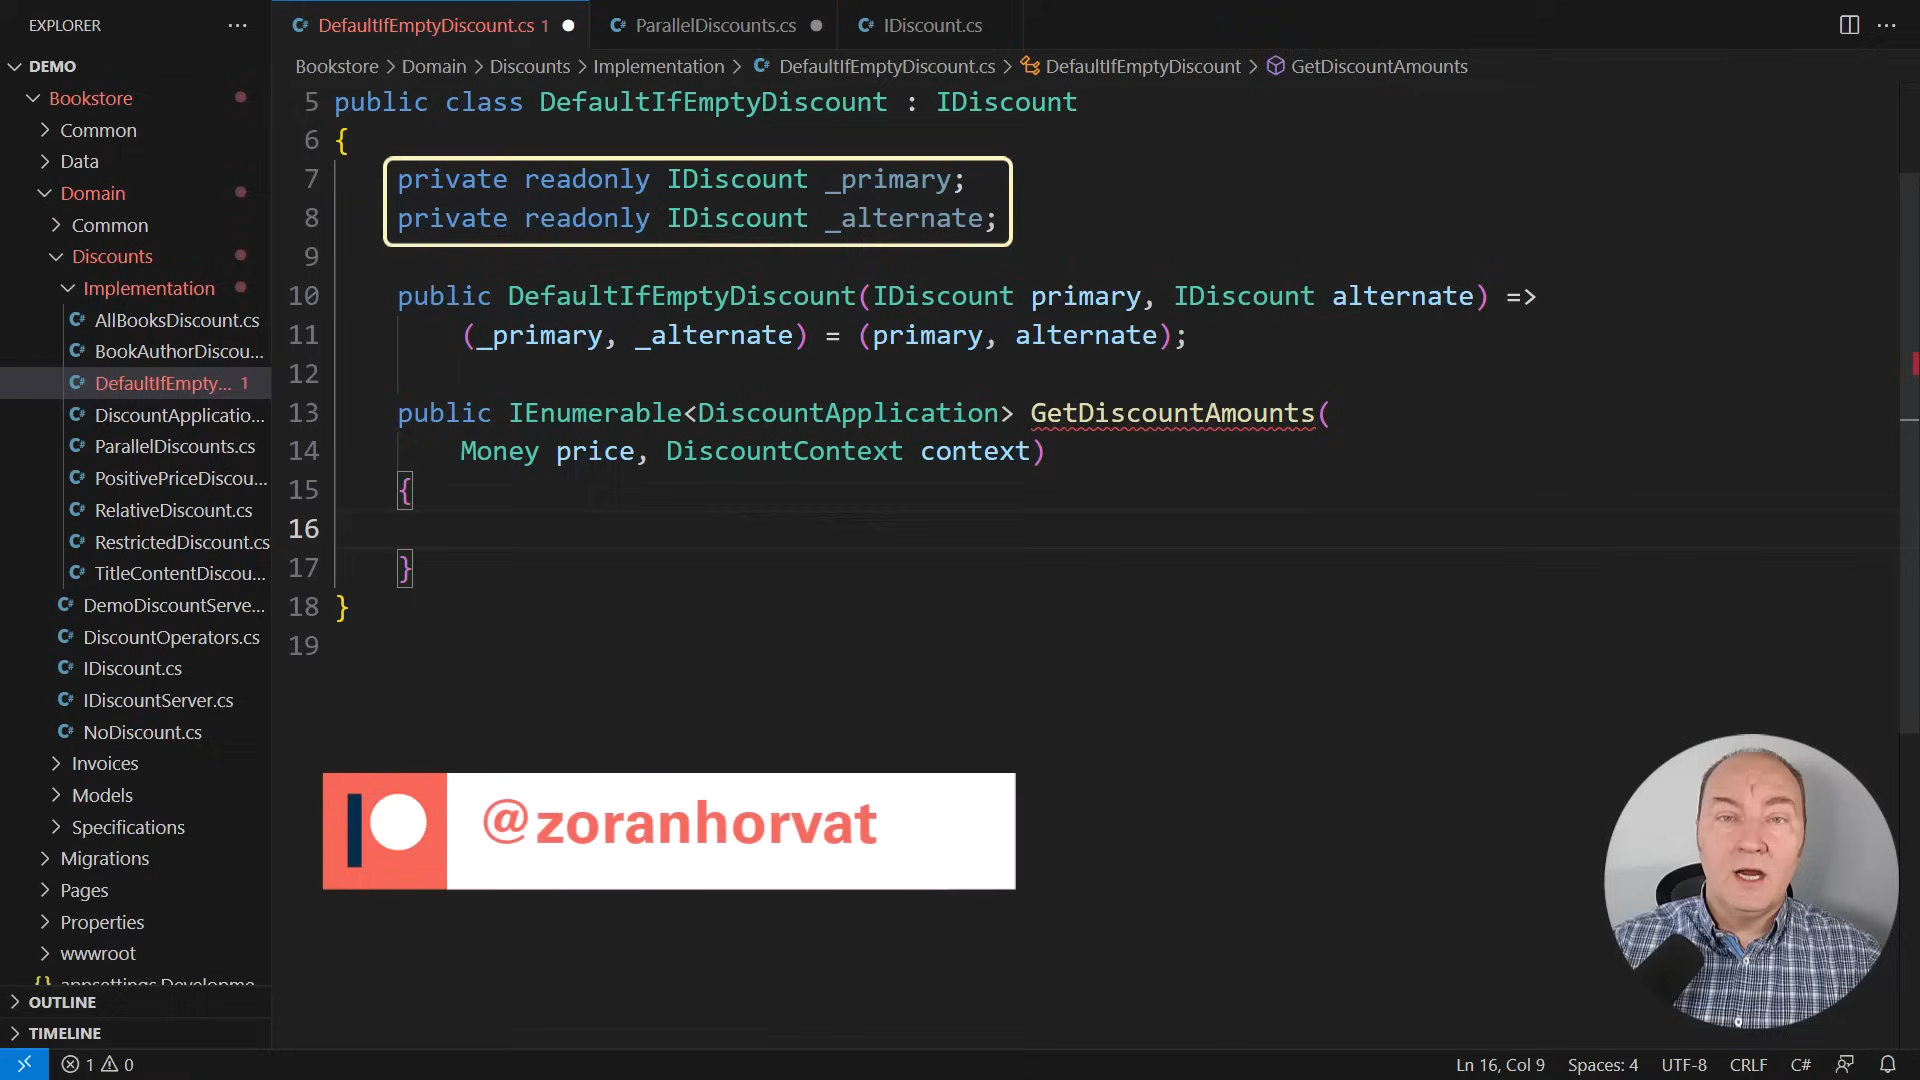 EXPLORER
DefaultIfEmptyDiscount.cs 1
ParallelDiscounts.cs
IDiscount.cs
DEMO
Bookstore > Domain > Discounts > Implementation > DefaultIfEmptyDiscount.cs > DefaultIfEmptyDiscount > GetDiscountAmounts
Bookstore
Common
Data
Domain
Common
Discounts
Implementation
AllBooksDiscount.cs
BookAuthorDiscou...
DefaultIfEmpty... 1
DiscountApplicatio...
ParallelDiscounts.cs
PositivePriceDiscou...
RelativeDiscount.cs
RestrictedDiscount.cs
TitleContentDiscou...
DemoDiscountServe...
DiscountOperators.cs
IDiscount.cs
IDiscountServer.cs
NoDiscount.cs
Invoices
Models
Specifications
Migrations
Pages
Properties
wwwroot
appsettings.Developme...
OUTLINE
TIMELINE
5 public class DefaultIfEmptyDiscount : IDiscount
6 {
7 private readonly IDiscount _primary;
8 private readonly IDiscount _alternate;
9
10 public DefaultIfEmptyDiscount(IDiscount primary, IDiscount alternate) =>
11 (_primary, _alternate) = (primary, alternate);
12
13 public IEnumerable<DiscountApplication> GetDiscountAmounts(
14 Money price, DiscountContext context)
15 {
16
17 }
18 }
19
@zoranhorvat
1 0
Ln 16, Col 9
Spaces: 4
UTF-8
CRLF
C#